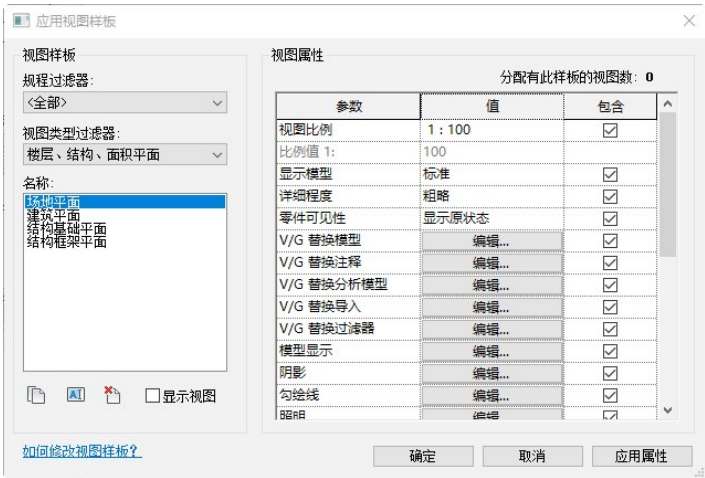 应用视图样板
视图样板
规程过滤器:
<全部>
视图类型过滤器:
楼层、结构、面积平面
名称:
场地平面
建筑平面
结构基础平面
结构框架平面
显示视图
如何修改视图样板?
视图属性
分配有此样板的视图数: 0
参数 值 包含
视图比例 1 : 100
比例值 1: 100
显示模型 标准
详细程度 粗略
零件可见性 显示原状态
V/G 替换模型 编辑...
V/G 替换注释 编辑...
V/G 替换分析模型 编辑...
V/G 替换导入 编辑...
V/G 替换过滤器 编辑...
模型显示 编辑...
阴影 编辑...
勾绘线 编辑...
照明 编辑
确定 取消 应用属性